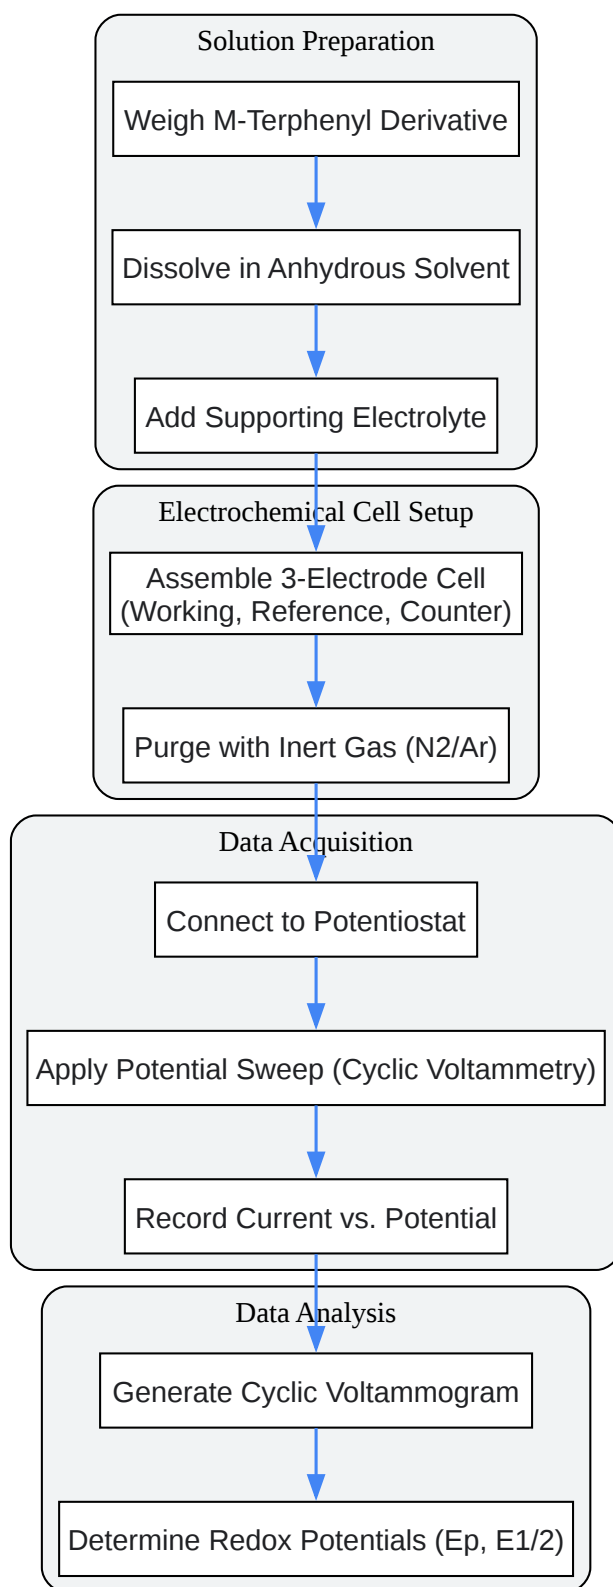 Solution Preparation
Weigh M-Terphenyl Derivative
Dissolve in Anhydrous Solvent
Add Supporting Electrolyte
Electrochemical Cell Setup
Assemble 3-Electrode Cell
(Working, Reference, Counter)
Purge with Inert Gas (N2/Ar)
Data Acquisition
Connect to Potentiostat
Apply Potential Sweep (Cyclic Voltammetry)
Record Current vs. Potential
Data Analysis
Generate Cyclic Voltammogram
Determine Redox Potentials (Ep, E1/2)